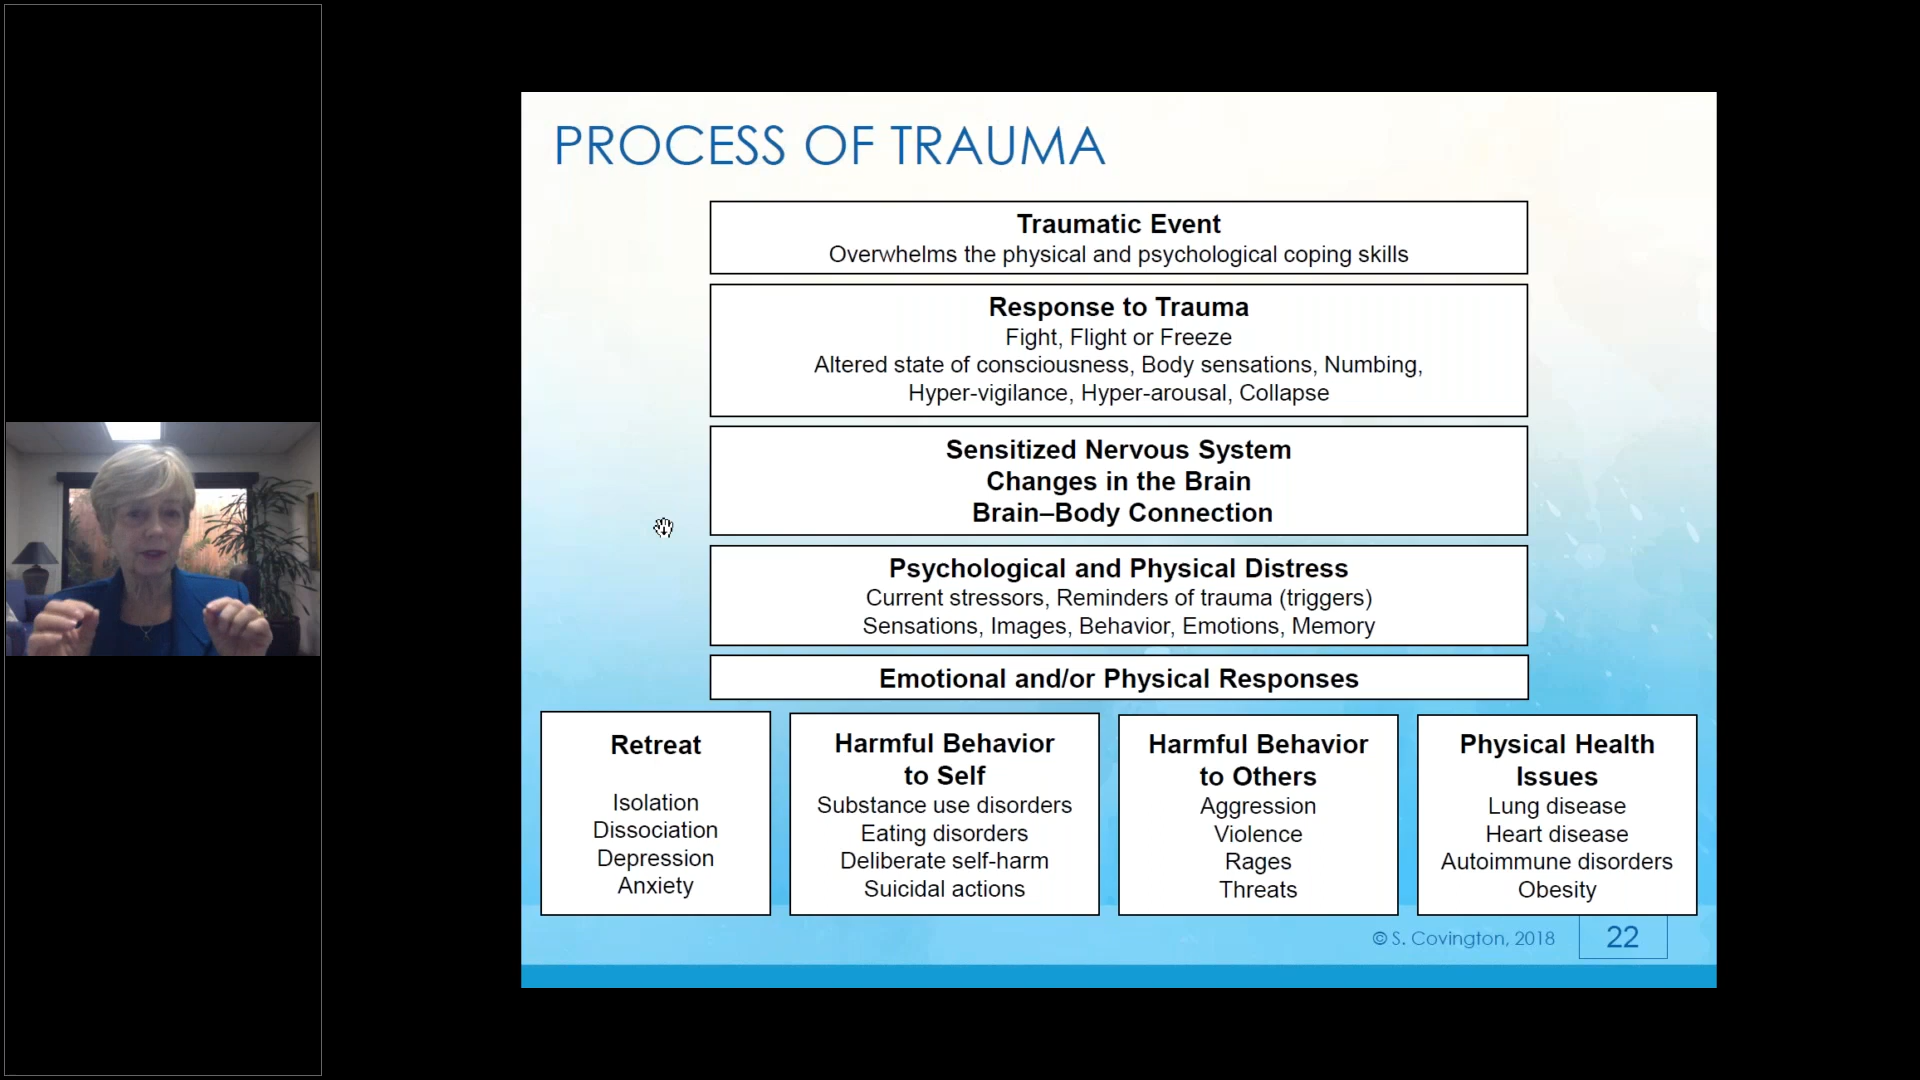 PROCESS OF TRAUMA
Traumatic Event
Overwhelms the physical and psychological coping skills
Response to Trauma
Fight, Flight or Freeze
Altered state of consciousness, Body sensations, Numbing,
Hyper-vigilance, Hyper-arousal, Collapse
Sensitized Nervous System
Changes in the Brain
Brain–Body Connection
Psychological and Physical Distress
Current stressors, Reminders of trauma (triggers)
Sensations, Images, Behavior, Emotions, Memory
Emotional and/or Physical Responses
Retreat
Isolation
Dissociation
Depression
Anxiety
Harmful Behavior
to Self
Substance use disorders
Eating disorders
Deliberate self-harm
Suicidal actions
Harmful Behavior
to Others
Aggression
Violence
Rages
Threats
Physical Health
Issues
Lung disease
Heart disease
Autoimmune disorders
Obesity
© S. Covington, 2018
22